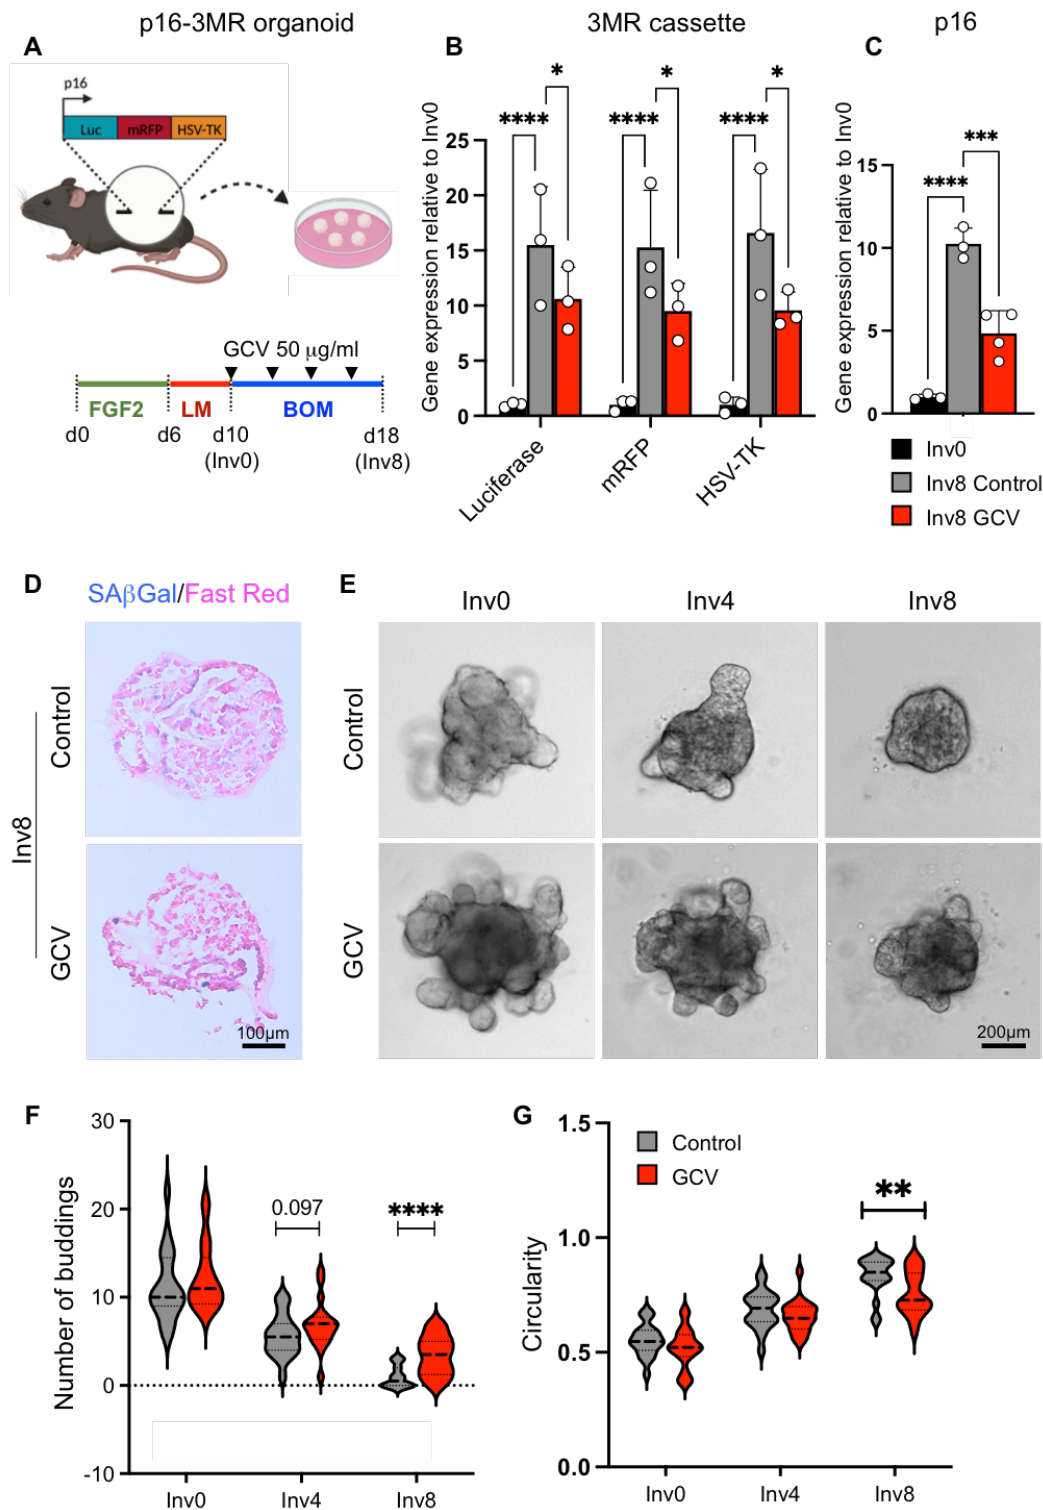 p16-3MR organoid
3MR cassette
p16
A
B
C
p16
Luc
mRFP
HSV-TK
GCV 50 μg/ml
FGF2
LM
BOM
d0
d6
d10
(Inv0)
d18
(Inv8)
Gene expression relative to Inv0
25
20
15
10
5
0
****
*
****
*
****
*
Luciferase
mRFP
HSV-TK
Gene expression relative to Inv0
15
10
5
0
****
***
Inv0
Inv8 Control
Inv8 GCV
D
SAβGal/Fast Red
E
Inv0
Inv4
Inv8
Inv8
Control
GCV
100μm
Control
GCV
200μm
F
Number of buddings
30
20
10
0
-10
0.097
****
Inv0
Inv4
Inv8
G
Circularity
1.5
1.0
0.5
0.0
Control
GCV
**
Inv0
Inv4
Inv8